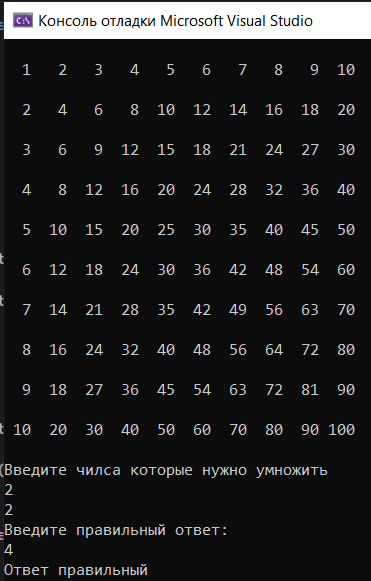 Консоль отладки Microsoft Visual Studio
1 2 3 4 5 6 7 8 9 10
2 4 6 8 10 12 14 16 18 20
3 6 9 12 15 18 21 24 27 30
4 8 12 16 20 24 28 32 36 40
5 10 15 20 25 30 35 40 45 50
6 12 18 24 30 36 42 48 54 60
7 14 21 28 35 42 49 56 63 70
8 16 24 32 40 48 56 64 72 80
9 18 27 36 45 54 63 72 81 90
10 20 30 40 50 60 70 80 90 100
Введите чилса которые нужно умножить
2
2
Введите правильный ответ:
4
Ответ правильный